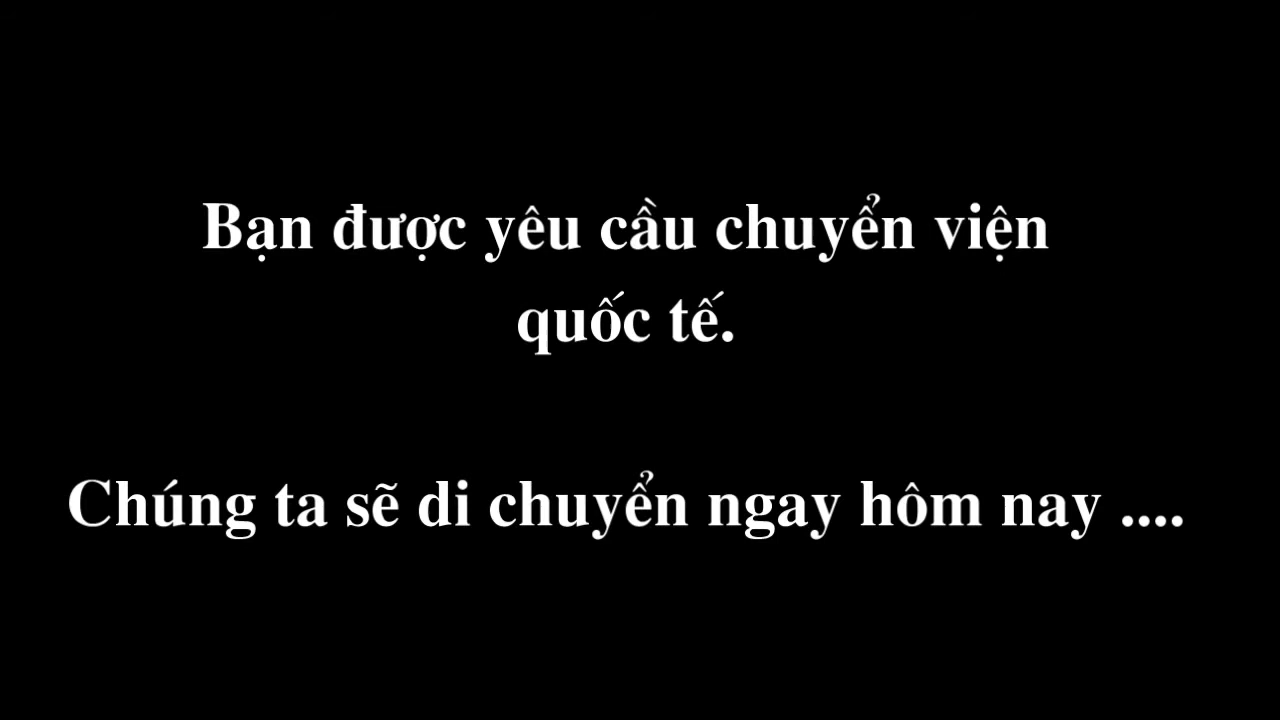 Bạn được yêu cầu chuyển viện
quốc tế.
Chúng ta sẽ di chuyển ngay hôm nay ....